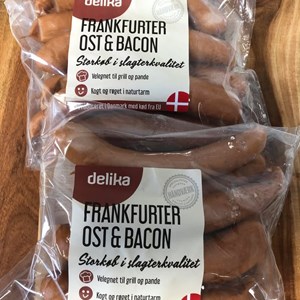 delika
FRANKFURTER
OST & BACON
Storkøb i slagterkvalitet
Velegnet til grill og pande
Kogt og røget i naturtarm
i Danmark med kød fra EU
delika
FRANKFURTER
OST & BACON
Storkøb i slagterkvalitet
Velegnet til grill og pande
Kogt og røget i naturtarm